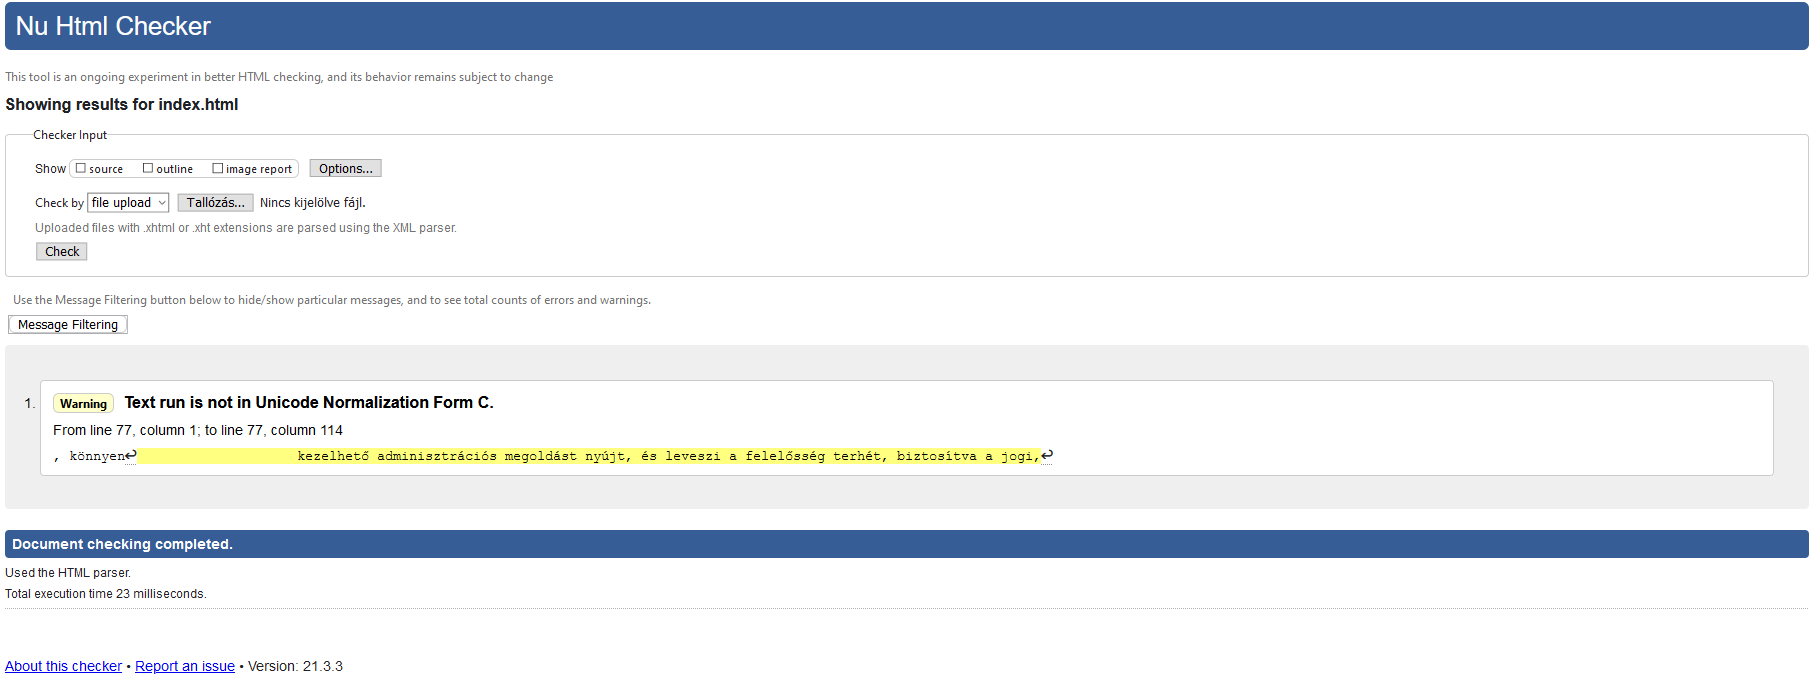 Nu Html Checker
This tool is an ongoing experiment in better HTML checking, and its behavior remains subject to change
Showing results for index.html
Checker Input
Show source outline image report Options...
Check by file upload Tallózás... Nincs kijelölve fájl.
Uploaded files with .xhtml or .xht extensions are parsed using the XML parser.
Check
Use the Message Filtering button below to hide/show particular messages, and to see total counts of errors and warnings.
Message Filtering
1. Warning Text run is not in Unicode Normalization Form C.
From line 77, column 1; to line 77, column 114
, könnyen↩ kezelhető adminisztrációs megoldást nyújt, és leveszi a felelősség terhét, biztosítva a jogi,↩
Document checking completed.
Used the HTML parser.
Total execution time 23 milliseconds.
About this checker • Report an issue • Version: 21.3.3